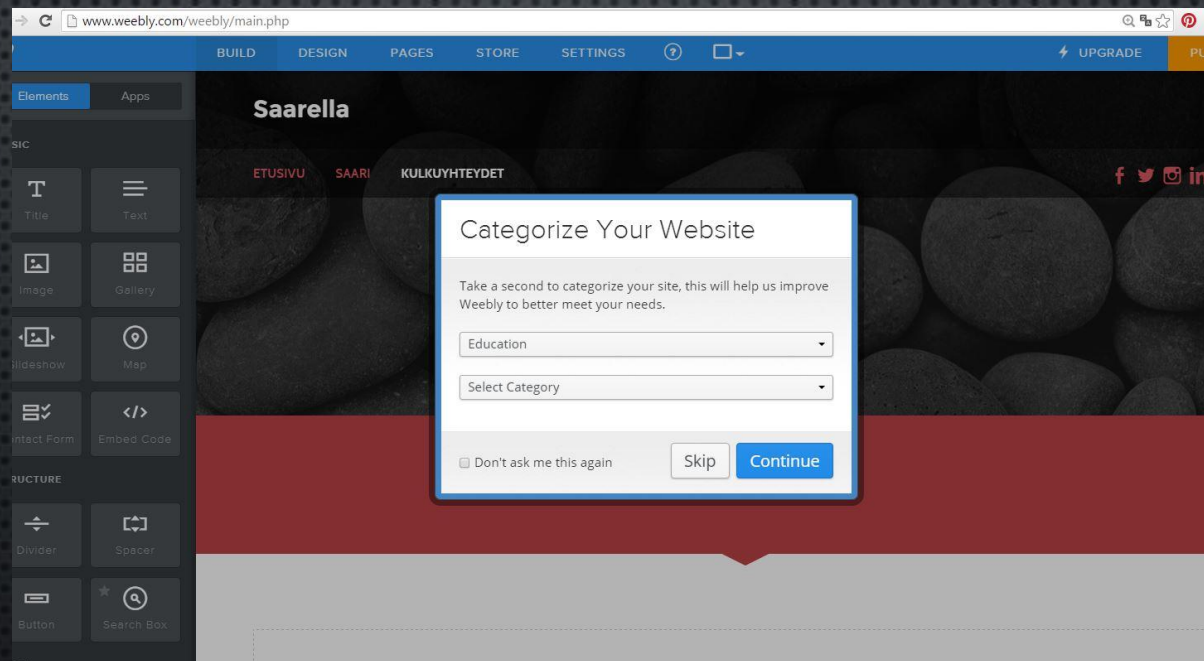 www.weebly.com/weebly/main.php
BUILD DESIGN PAGES STORE SETTINGS ? UPGRADE
Elements Apps
Saarella
ETUSIVU SAARI KULKUYHTEYDET
Title Text
Image Gallery
Map
Embed Code
Divider Spacer
Button Search Box
Categorize Your Website
Take a second to categorize your site, this will help us improve
Weebly to better meet your needs.
Education
Select Category
Don't ask me this again Skip Continue